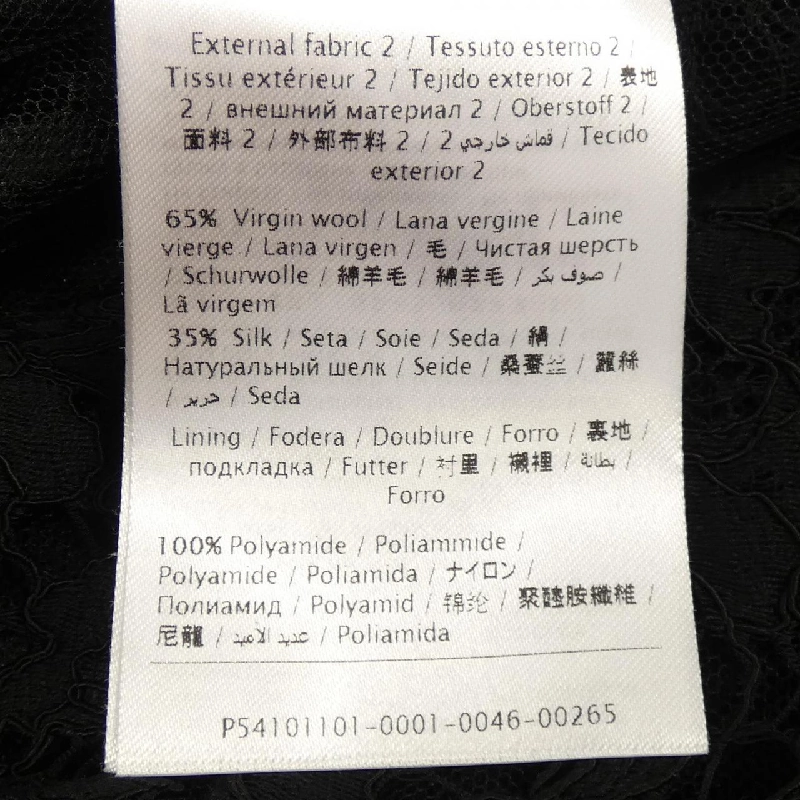 External fabric 2 / Tessuto esterno 2 /
Tissu extérieur 2 / Tejido exterior 2 / 表地
2 / внешний материал 2 / Oberstoff 2 /
面料 2 / 外部布料 2 / قماش خارجي 2 / Tecido
exterior 2
65% Virgin wool / Lana vergine / Laine
vierge / Lana virgen / 毛 / Чистая шерсть
/ Schurwolle / 綿羊毛 / 綿羊毛 / صوف بكر /
Lã virgem
35% Silk / Seta / Soie / Seda / 絹 /
Натуральный шелк / Seide / 桑蠶丝 / 蠶絲
/ حرير / Seda
Lining / Fodera / Doublure / Forro / 裏地 /
подкладка / Futter / 衬里 / 襯裡 / بطانة /
Forro
100% Polyamide / Poliammide /
Polyamide / Poliamida / ナイロン /
Полиамид / Polyamid / 锦纶 / 聚醯胺纖維 /
尼龍 / عديد الأميد / Poliamida
P54101101-0001-0046-00265